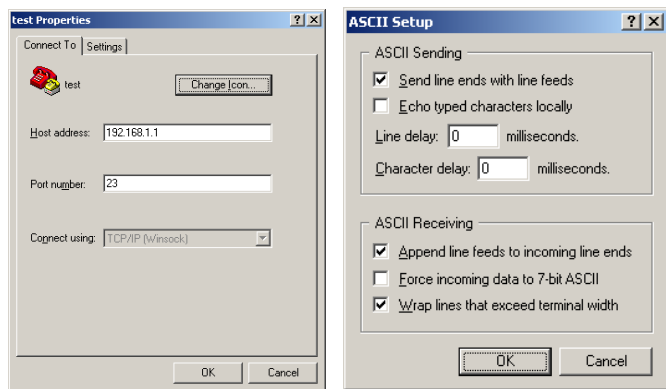 test Properties
Connect To Settings
test
Change Icon...
Host address: 192.168.1.1
Port number: 23
Connect using: TCP/IP (Winsock)
OK Cancel
ASCII Setup
ASCII Sending
Send line ends with line feeds
Echo typed characters locally
Line delay: 0 milliseconds.
Character delay: 0 milliseconds.
ASCII Receiving
Append line feeds to incoming line ends
Force incoming data to 7-bit ASCII
Wrap lines that exceed terminal width
OK Cancel